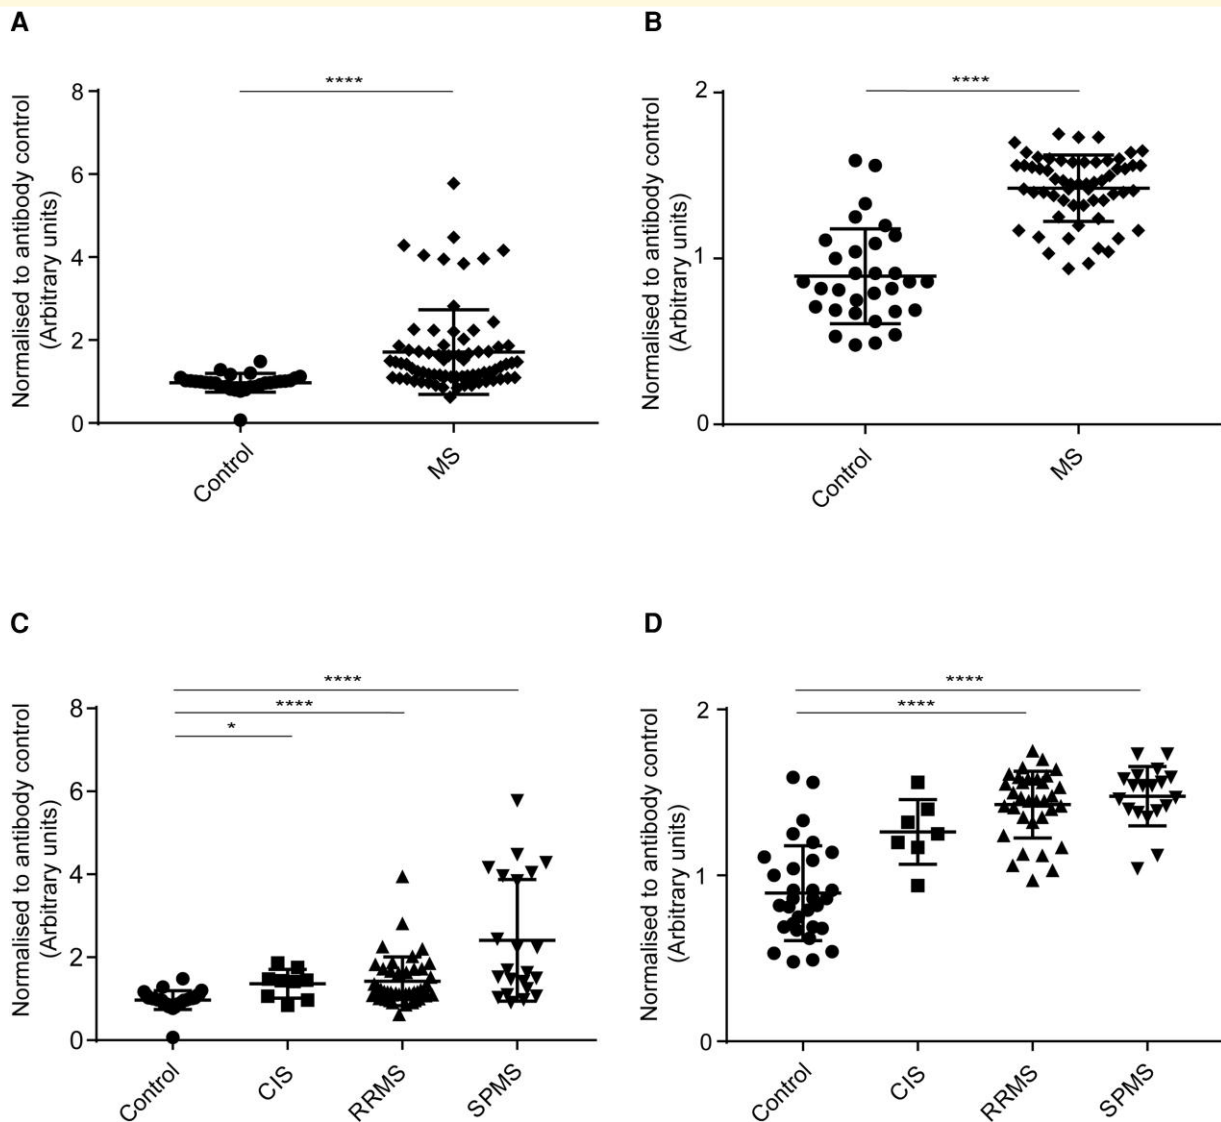 A
Normalised to antibody control
(Arbitrary units)
8
6
4
2
0
****
Control
MS
B
Normalised to antibody control
(Arbitrary units)
2
1
0
****
Control
MS
C
Normalised to antibody control
(Arbitrary units)
8
6
4
2
0
****
****
*
Control
CIS
RRMS
SPMS
D
Normalised to antibody control
(Arbitrary units)
2
1
0
****
****
Control
CIS
RRMS
SPMS